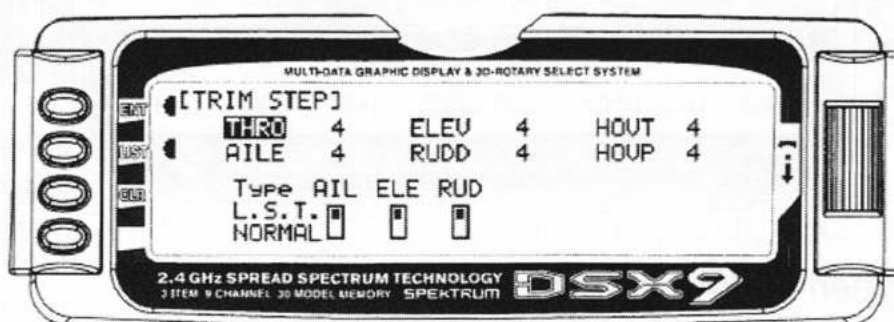 MULTI-DATA GRAPHIC DISPLAY & 3D-ROTARY SELECT SYSTEM
[TRIM STEP]
THRO 4 ELEV 4 HOVT 4
AILE 4 RUDD 4 HOVP 4
Type AIL ELE RUD
L.S.T.
NORMAL
ENT
LIST
CLR
2.4 GHz SPREAD SPECTRUM TECHNOLOGY
9 CHANNEL 30 MODEL MEMORY SPEKTRUM DSX9